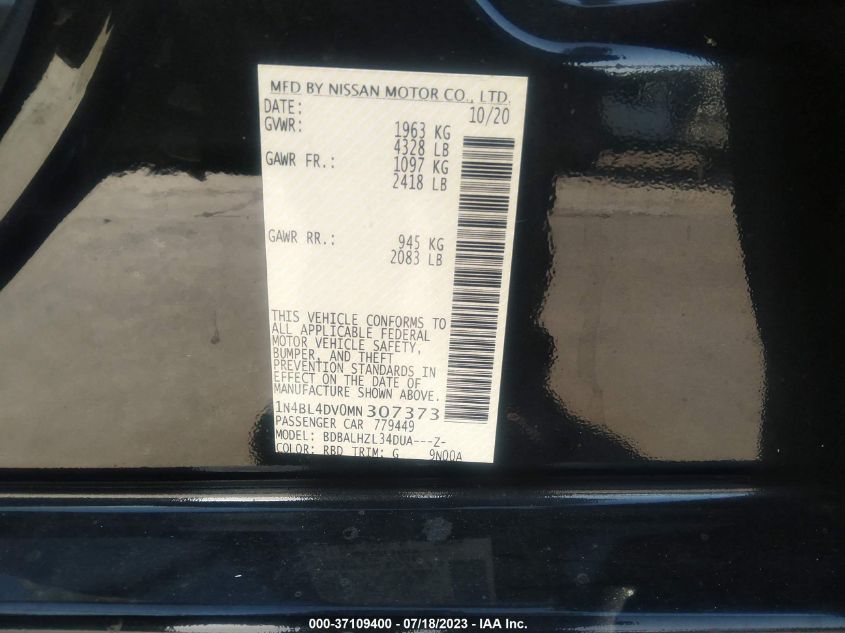 MFD BY NISSAN MOTOR CO., LTD.
DATE: 10/20
GVWR: 1963 KG
4328 LB
GAWR FR.: 1097 KG
2418 LB
GAWR RR.: 945 KG
2083 LB
THIS VEHICLE CONFORMS TO
ALL APPLICABLE FEDERAL
MOTOR VEHICLE SAFETY,
BUMPER, AND THEFT
PREVENTION STANDARDS IN
EFFECT ON THE DATE OF
MANUFACTURE SHOWN ABOVE.
1N4BL4DV0MN307373
PASSENGER CAR 779449
MODEL: BDBALHZL34DUA---Z-
COLOR: RBD TRIM: G 9N00A
000-37109400 - 07/18/2023 - IAA Inc.